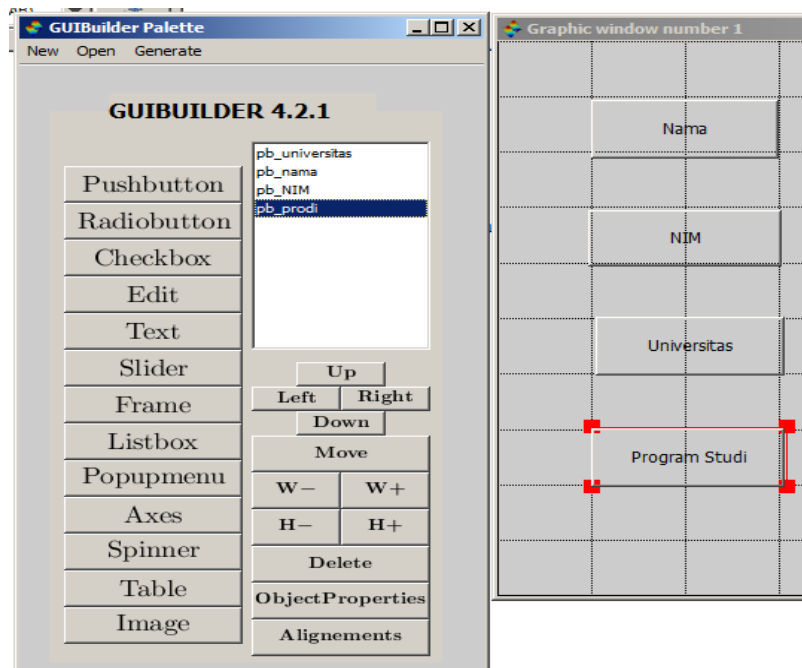 GUIBuilder Palette
New Open Generate
GUIBUILDER 4.2.1
pb_universitas
pb_nama
pb_NIM
pb_prodi
Pushbutton
Radiobutton
Checkbox
Edit
Text
Slider
Frame
Listbox
Popupmenu
Axes
Spinner
Table
Image
Up
Left Right
Down
Move
W− W+
H− H+
Delete
ObjectProperties
Alignements
Graphic window number 1
Nama
NIM
Universitas
Program Studi